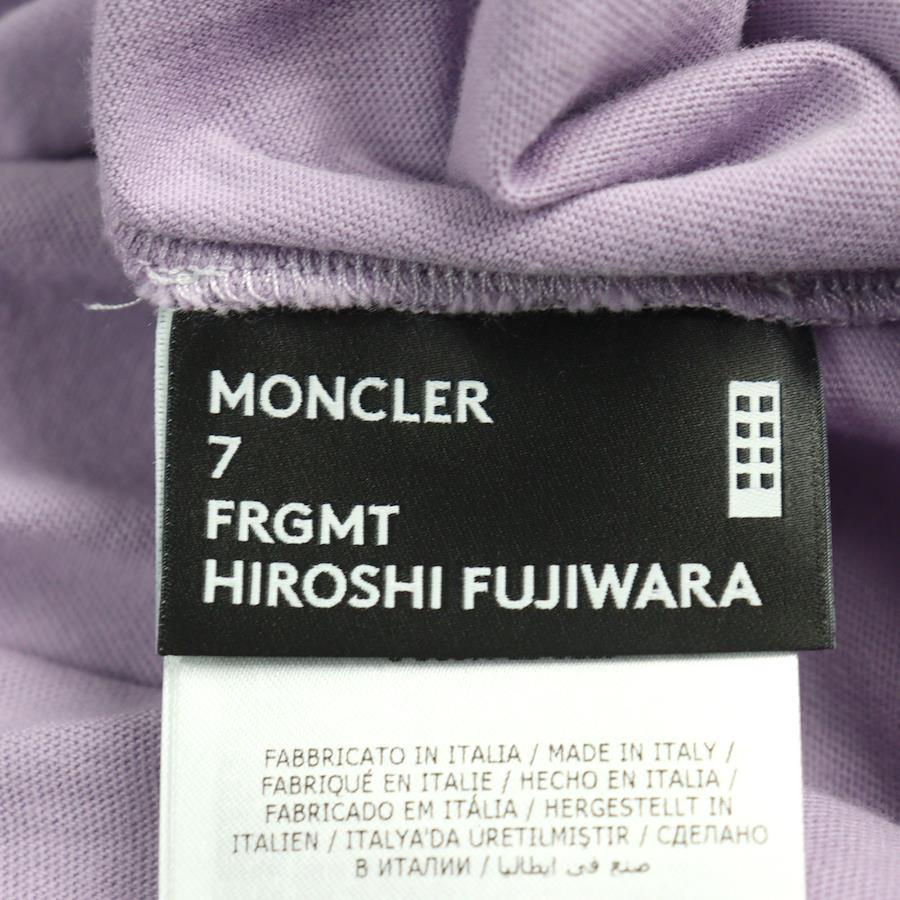 MONCLER
7
FRGMT
HIROSHI FUJIWARA
FABBRICATO IN ITALIA / MADE IN ITALY /
FABRIQUÉ EN ITALIE / HECHO EN ITALIA /
FABRICADO EM ITÁLIA / HERGESTELLT IN
ITALIEN / ITALYA'DA ÜRETILMIŞTIR / СДЕЛАНО
В ИТАЛИИ / صنع في ايطاليا